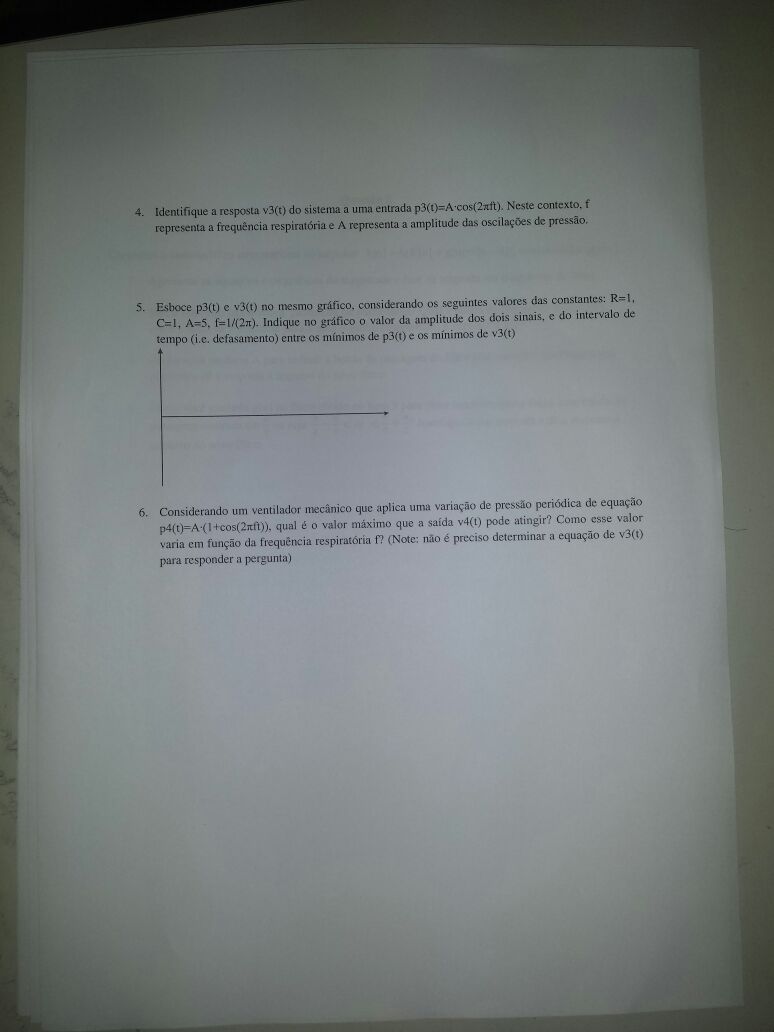 4. Identifique a resposta v3(t) do sistema a uma entrada p3(t)=A·cos(2πft). Neste contexto, f
representa a frequência respiratória e A representa a amplitude das oscilações de pressão.
5. Esboce p3(t) e v3(t) no mesmo gráfico, considerando os seguintes valores das constantes: R=1,
C=1, A=5, f=1/(2π). Indique no gráfico o valor da amplitude dos dois sinais, e do intervalo de
tempo (i.e. defasamento) entre os mínimos de p3(t) e os mínimos de v3(t)
6. Considerando um ventilador mecânico que aplica uma variação de pressão periódica de equação
p4(t)=A·(1+cos(2πft)), qual é o valor máximo que a saída v4(t) pode atingir? Como esse valor
varia em função da frequência respiratória f? (Note: não é preciso determinar a equação de v3(t)
para responder a pergunta)